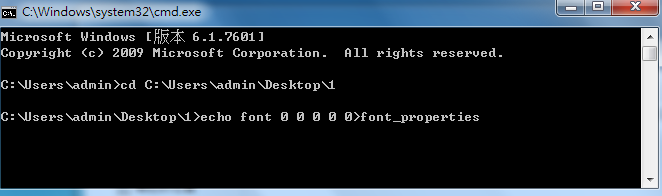 C:\Windows\system32\cmd.exe
Microsoft Windows [版本 6.1.7601]
Copyright (c) 2009 Microsoft Corporation.  All rights reserved.
C:\Users\admin>cd C:\Users\admin\Desktop\1
C:\Users\admin\Desktop\1>echo font 0 0 0 0 0>font_properties